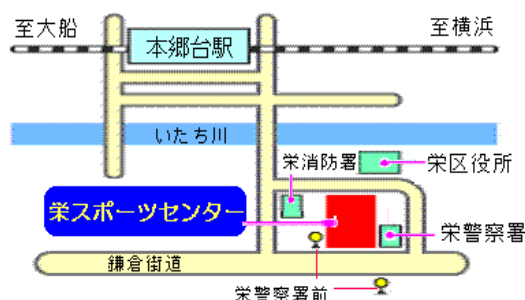 至大船
至横浜
本郷台駅
いたち川
栄消防署
栄区役所
栄スポーツセンター
栄警察署
鎌倉街道
栄警察署前